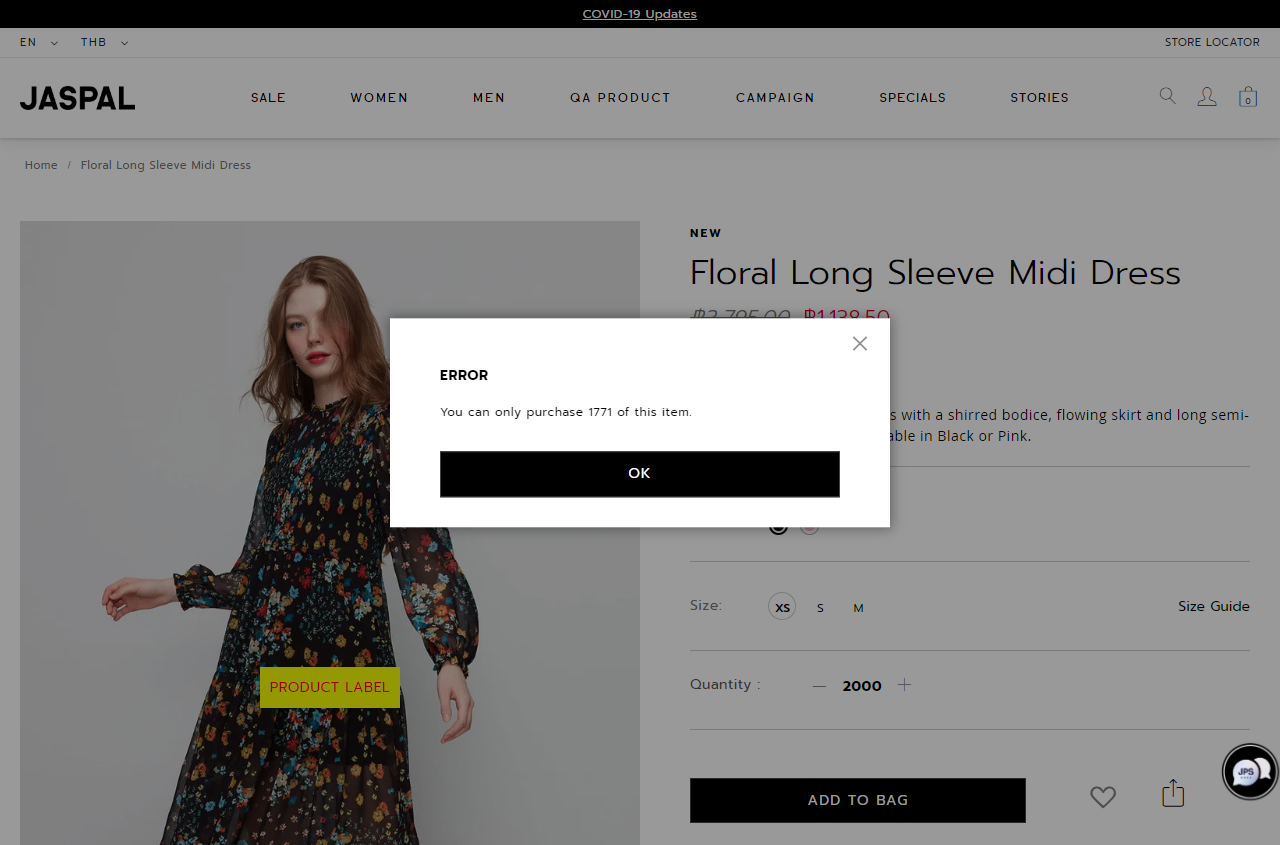 COVID-19 Updates
EN THB STORE LOCATOR
JASPAL SALE WOMEN MEN QA PRODUCT CAMPAIGN SPECIALS STORIES 0
Home / Floral Long Sleeve Midi Dress
NEW
Floral Long Sleeve Midi Dress
฿2,795.00 ฿1,138.50
ERROR
You can only purchase 1771 of this item.
OK
with a shirred bodice, flowing skirt and long semi-
in Black or Pink.
Size: XS S M Size Guide
Quantity : 2000
PRODUCT LABEL
JPS
ADD TO BAG